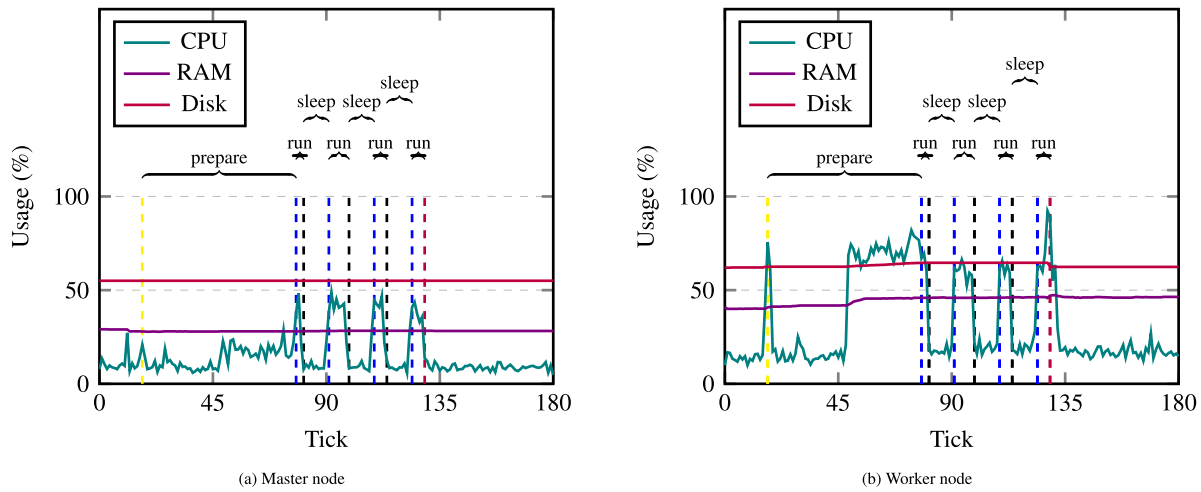 CPU
RAM
Disk
sleep
sleep
sleep
run
run
run
run
prepare
100
50
0
0
45
90
135
180
Usage (%)
Tick
(a) Master node
CPU
RAM
Disk
sleep
sleep
sleep
run
run
run
run
prepare
100
50
0
0
45
90
135
180
Usage (%)
Tick
(b) Worker node